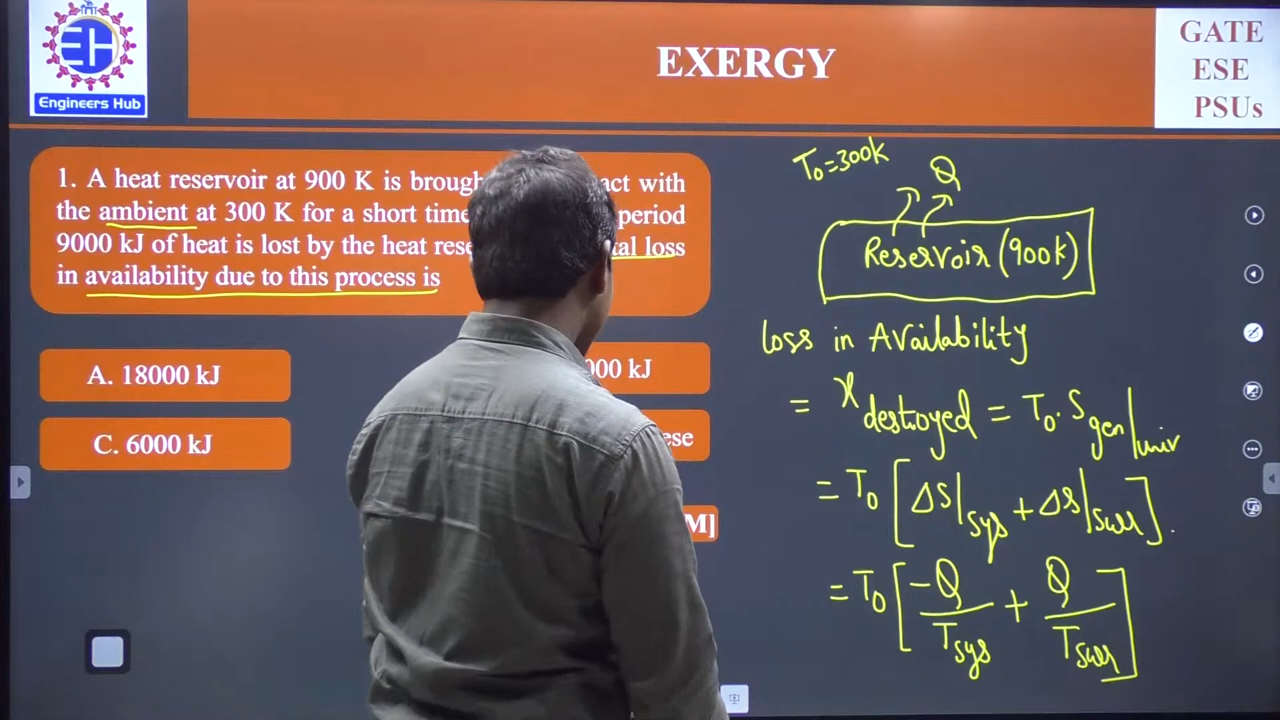 EH
Engineers Hub
EXERGY
GATE
ESE
PSUs
1. A heat reservoir at 900 K is brough act with
the ambient at 300 K for a short time period
9000 kJ of heat is lost by the heat rese tal loss
in availability due to this process is
A. 18000 kJ
000 kJ
C. 6000 kJ
ese
M]
T₀=300K
Q
Reservoir (900K)
Loss in Availability
= X destroyed = T₀. S gen/univ
= T₀ [ΔS|sys + ΔS|surr].
= T₀ [-Q/Tsys + Q/Tsurr]